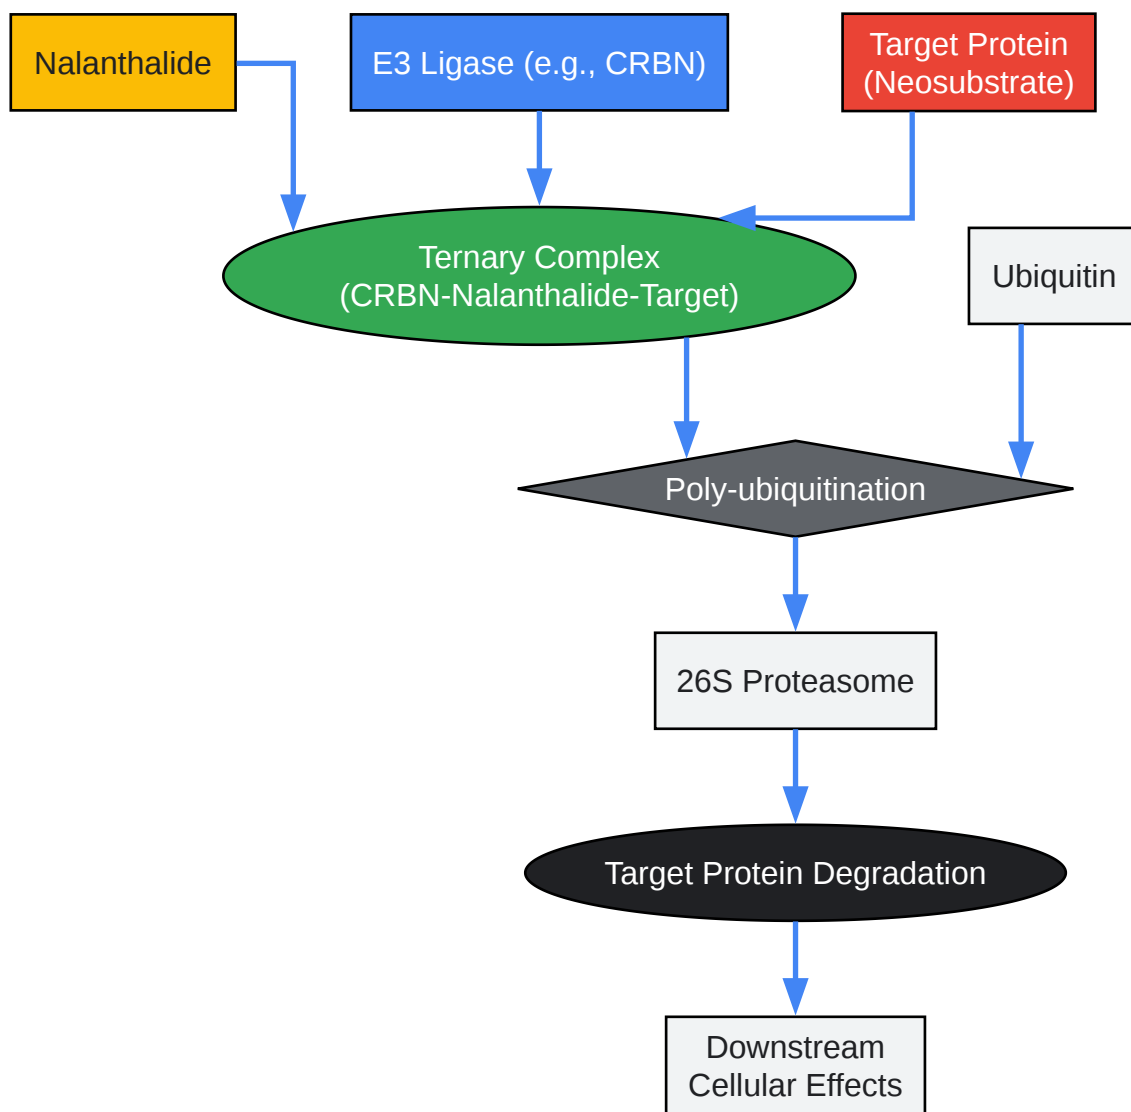 Nalanthalide
E3 Ligase (e.g., CRBN)
Target Protein
(Neosubstrate)
Ternary Complex
(CRBN-Nalanthalide-Target)
Ubiquitin
Poly-ubiquitination
26S Proteasome
Target Protein Degradation
Downstream
Cellular Effects